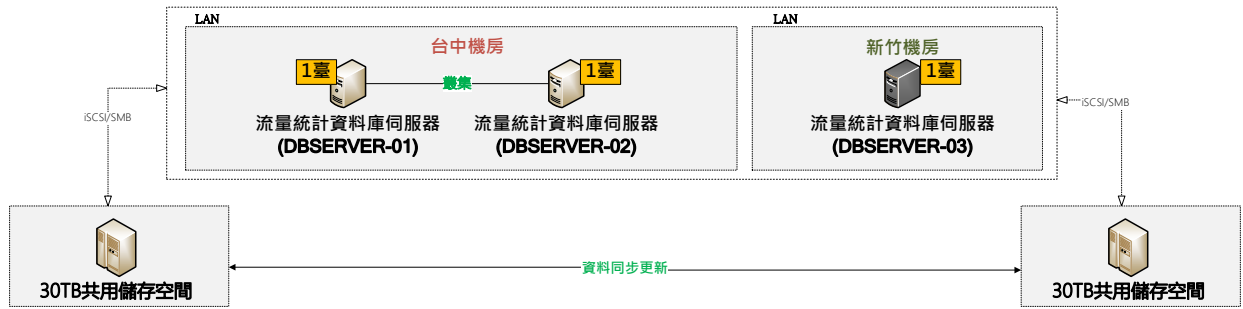 LAN
LAN
台中機房
新竹機房
1臺
1臺
1臺
叢集
iSCSI/SMB
iSCSI/SMB
流量統計資料庫伺服器
(DBSERVER-01)
流量統計資料庫伺服器
(DBSERVER-02)
流量統計資料庫伺服器
(DBSERVER-03)
資料同步更新
30TB共用儲存空間
30TB共用儲存空間